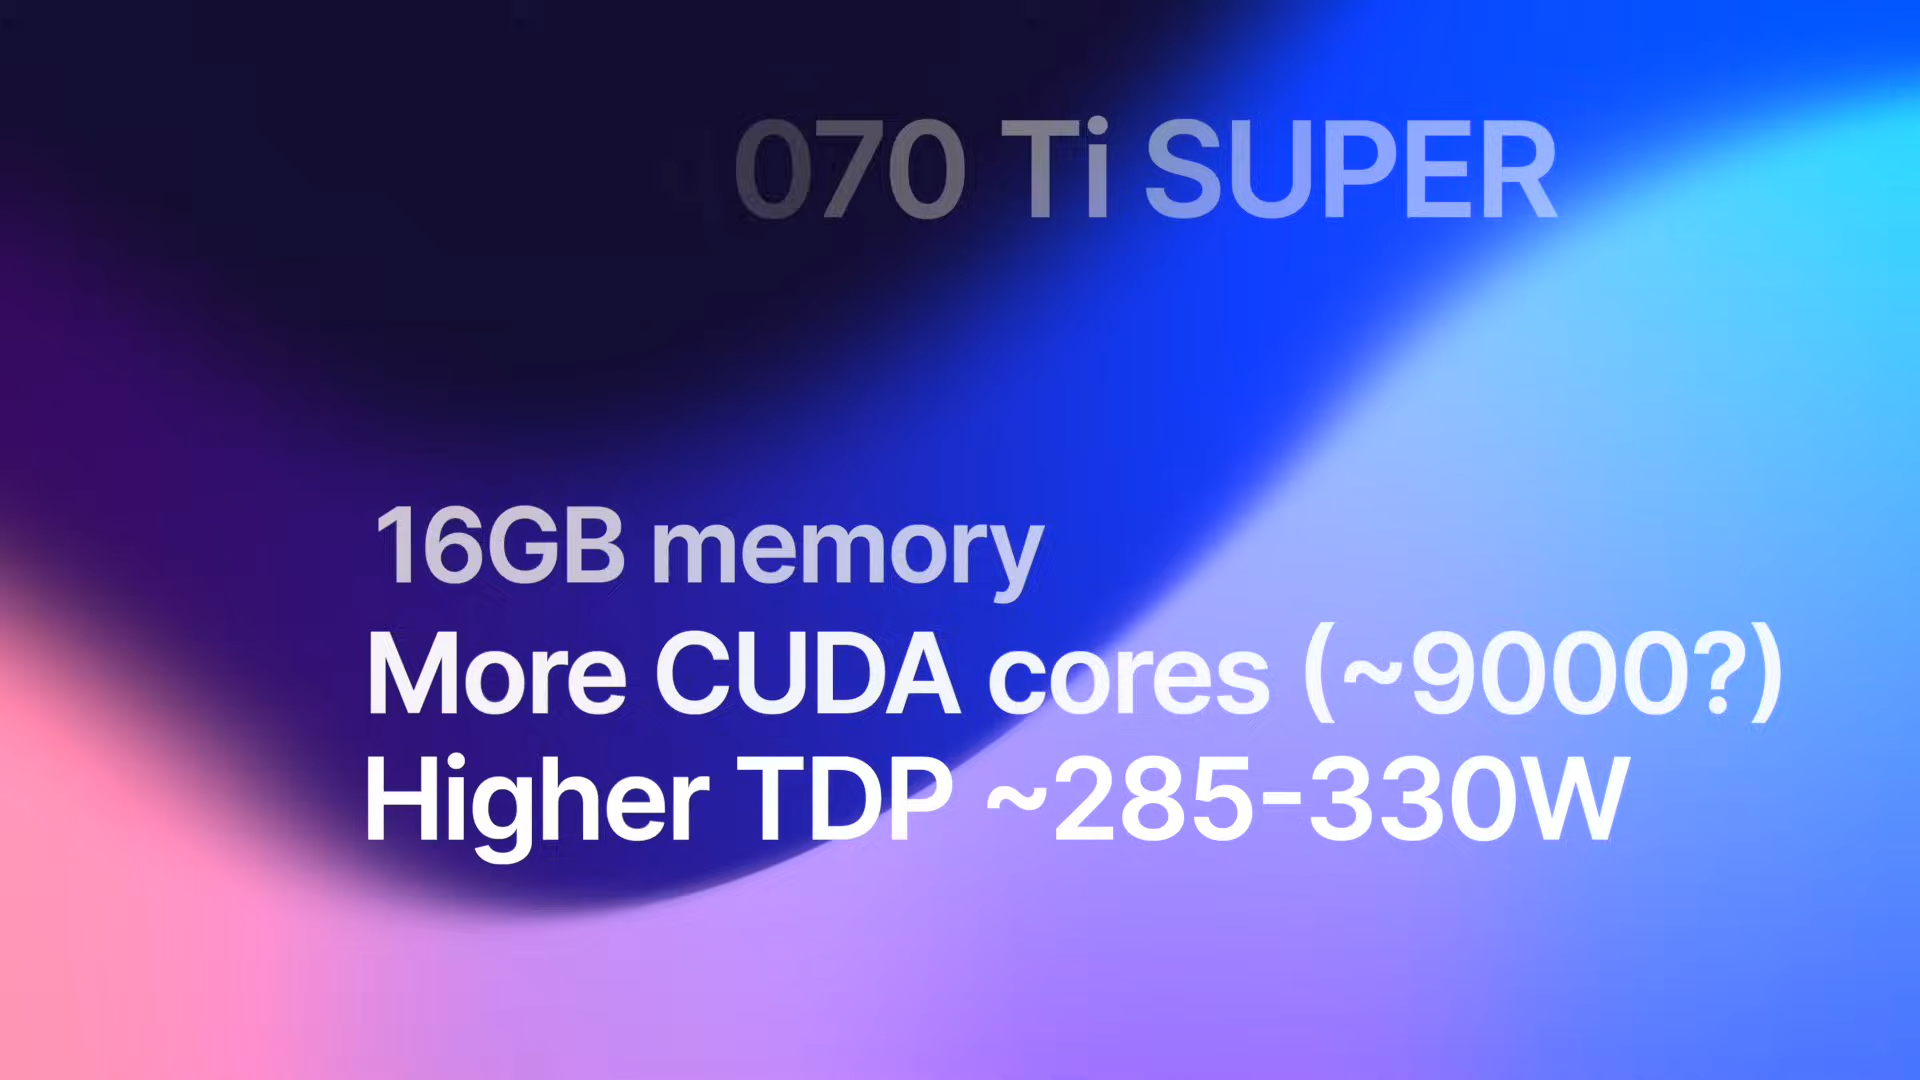 070 Ti SUPER
16GB memory
More CUDA cores (~9000?)
Higher TDP ~285-330W